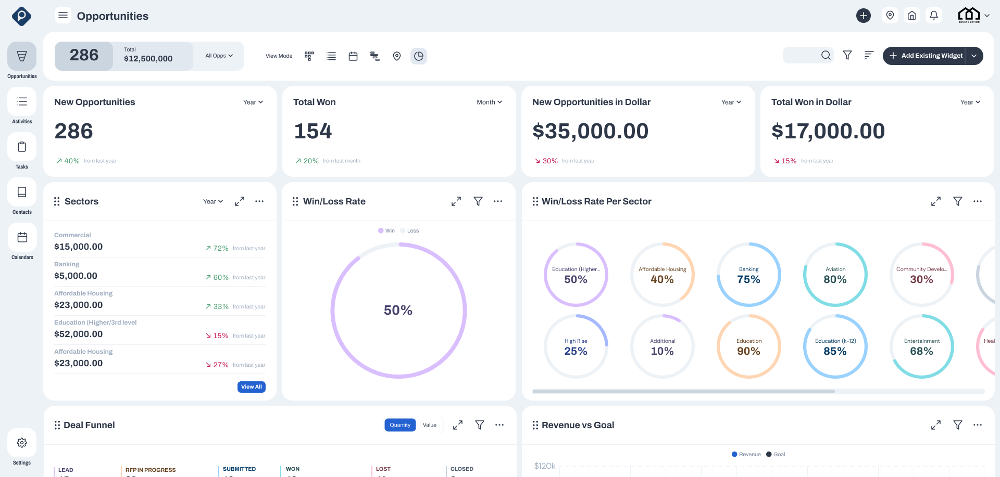 Opportunities
CONSTRUCTION
286
Total
$12,500,000
All Opps
View Mode
Add Existing Widget
Opportunities
Activities
Tasks
Contacts
Calendars
Settings
New Opportunities
Year
286
40% from last year
Total Won
Month
154
20% from last month
New Opportunities in Dollar
Year
$35,000.00
30% from last year
Total Won in Dollar
Year
$17,000.00
15% from last year
Sectors
Year
Commercial
$15,000.00
72% from last year
Banking
$5,000.00
60% from last year
Affordable Housing
$23,000.00
33% from last year
Education (Higher/3rd level
$52,000.00
15% from last year
Affordable Housing
$23,000.00
27% from last year
View All
Win/Loss Rate
Win Loss
50%
Win/Loss Rate Per Sector
Education (Higher...
50%
Affordable Housing
40%
Banking
75%
Aviation
80%
Community Develo...
30%
High Rise
25%
Additional
10%
Education
90%
Education (k-12)
85%
Entertainment
68%
Heal
Deal Funnel
Quantity Value
LEAD
RFP IN PROGRESS
SUBMITTED
WON
LOST
CLOSED
Revenue vs Goal
Revenue Goal
$120k